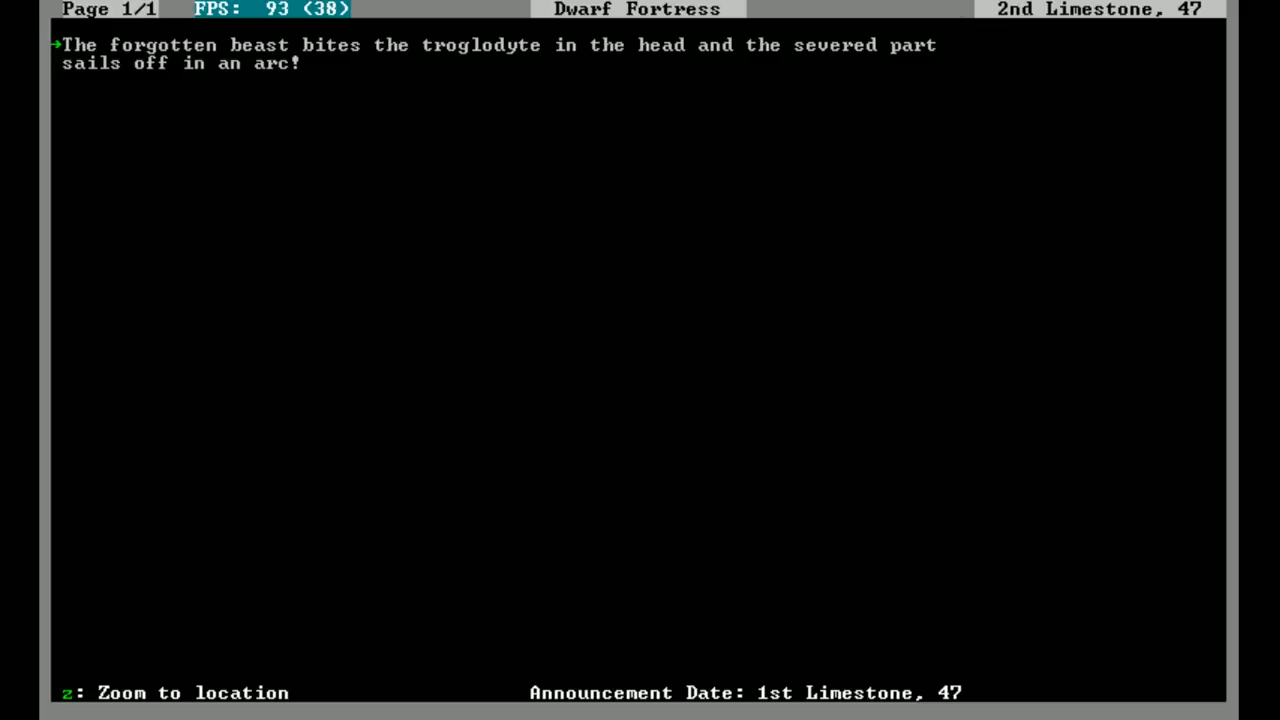 Page 1/1 FPS: 93 (38) Dwarf Fortress 2nd Limestone, 47
The forgotten beast bites the troglodyte in the head and the severed part
sails off in an arc!
z: Zoom to location Announcement Date: 1st Limestone, 47